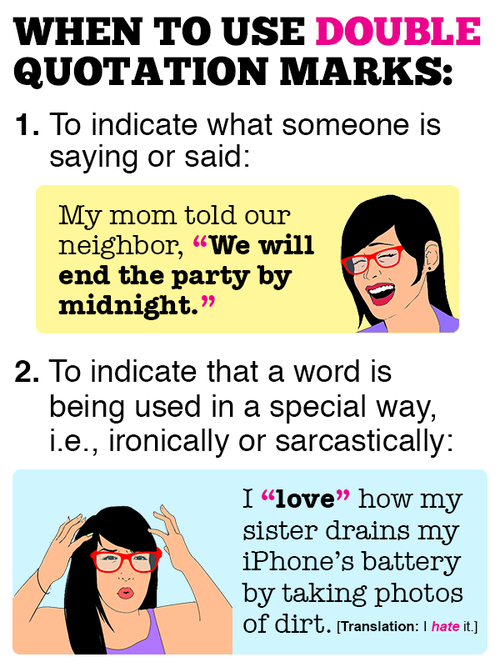 WHEN TO USE DOUBLE
QUOTATION MARKS:
1. To indicate what someone is
saying or said:
My mom told our
neighbor, “We will
end the party by
midnight.”
2. To indicate that a word is
being used in a special way,
i.e., ironically or sarcastically:
I “love” how my
sister drains my
iPhone’s battery
by taking photos
of dirt. [Translation: I hate it.]